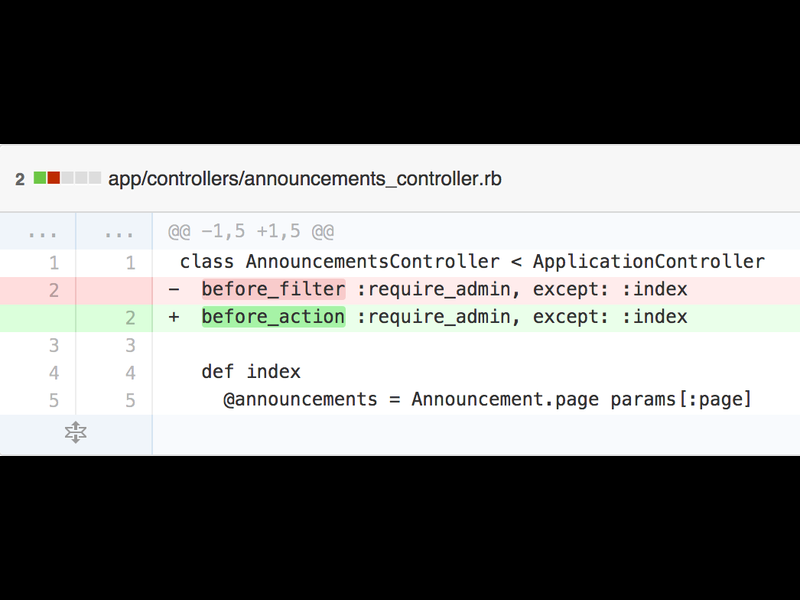 2 app/controllers/announcements_controller.rb
... ... @@ -1,5 +1,5 @@
1 1 class AnnouncementsController < ApplicationController
2 - before_filter :require_admin, except: :index
2 + before_action :require_admin, except: :index
3 3
4 4 def index
5 5 @announcements = Announcement.page params[:page]